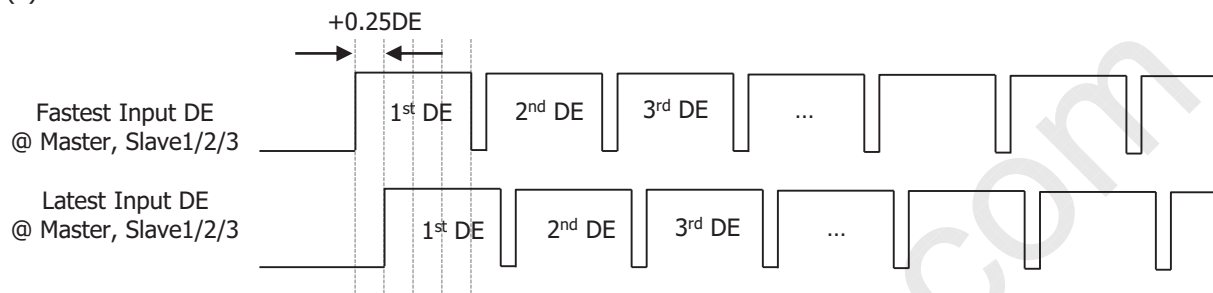 +0.25DE
Fastest Input DE
@ Master, Slave1/2/3
1st DE
2nd DE
3rd DE
...
Latest Input DE
@ Master, Slave1/2/3
1st DE
2nd DE
3rd DE
...
com